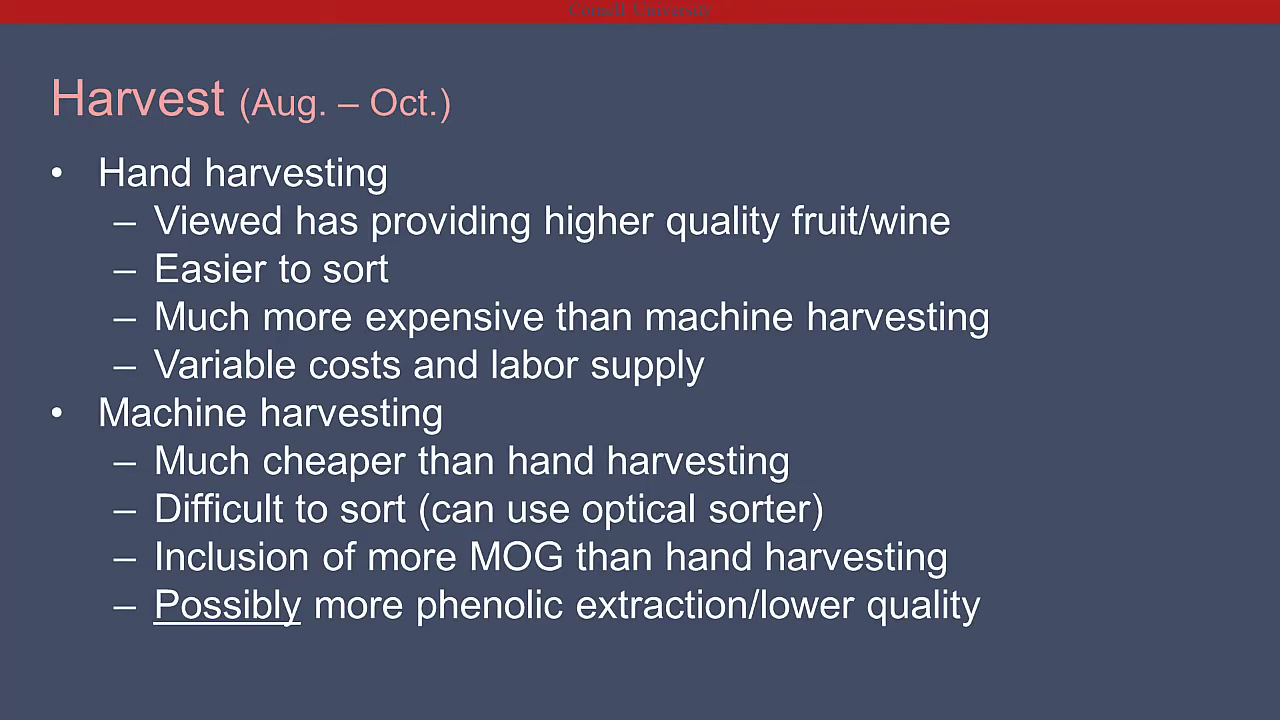 Cornell University
Harvest (Aug. – Oct.)
• Hand harvesting
– Viewed has providing higher quality fruit/wine
– Easier to sort
– Much more expensive than machine harvesting
– Variable costs and labor supply
• Machine harvesting
– Much cheaper than hand harvesting
– Difficult to sort (can use optical sorter)
– Inclusion of more MOG than hand harvesting
– Possibly more phenolic extraction/lower quality